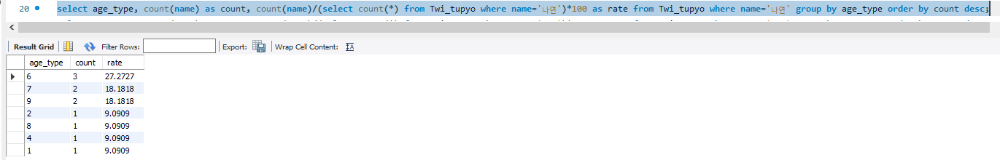 20 select age_type, count(name) as count, count(name)/(select count(*) from Twi_tupyo where name='나연')*100 as rate from Twi_tupyo where name='나연' group by age_type order by count desc;
Result Grid Filter Rows: Export: Wrap Cell Content: IA
age_type count rate
6 3 27.2727
7 2 18.1818
9 2 18.1818
2 1 9.0909
8 1 9.0909
4 1 9.0909
1 1 9.0909